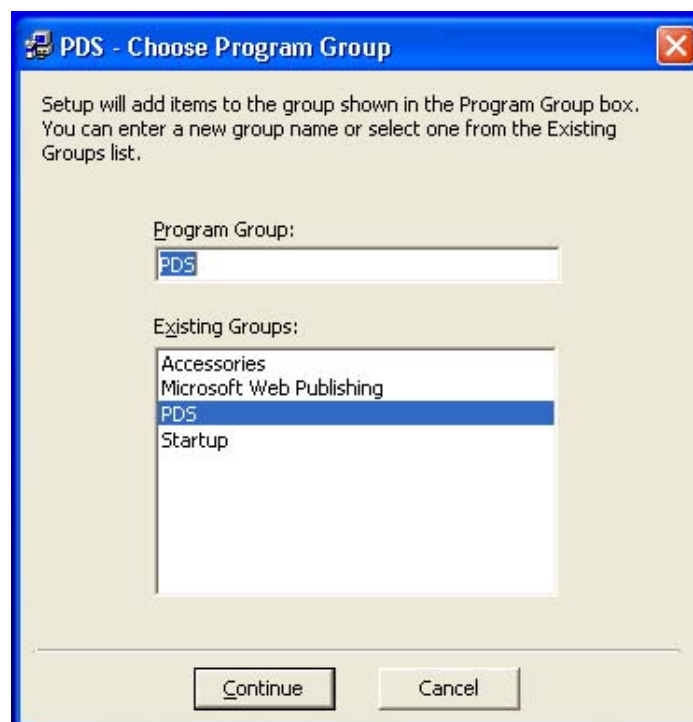 PDS - Choose Program Group
Setup will add items to the group shown in the Program Group box.
You can enter a new group name or select one from the Existing
Groups list.
Program Group:
PDS
Existing Groups:
Accessories
Microsoft Web Publishing
PDS
Startup
Continue
Cancel